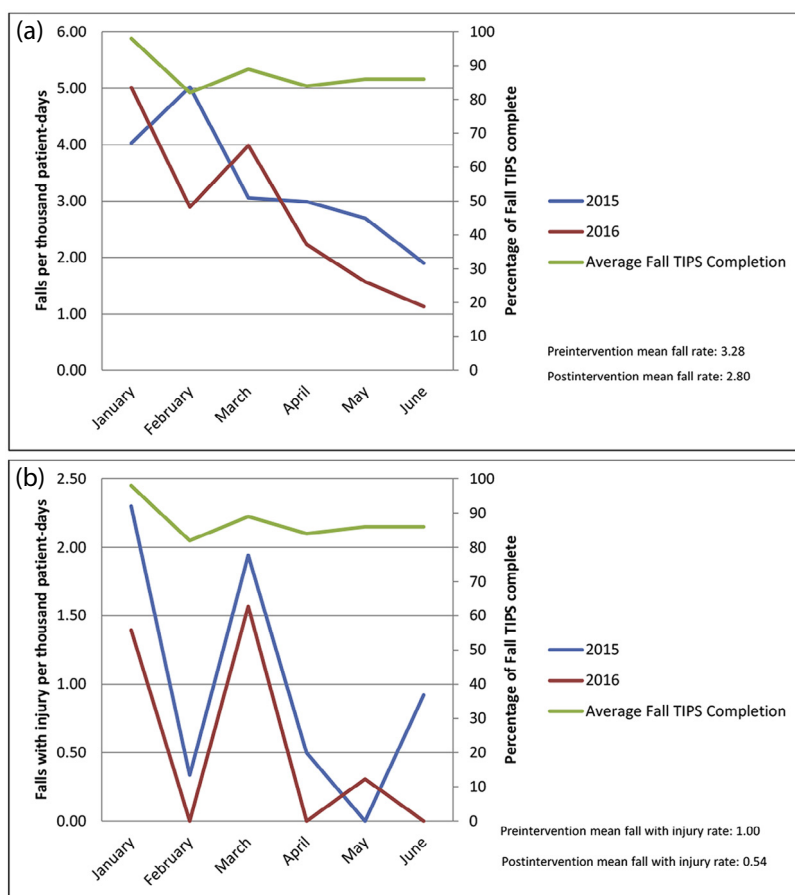 (a)
6.00
5.00
4.00
3.00
2.00
1.00
0.00
Falls per thousand patient-days
100
90
80
70
60
50
40
30
20
10
0
Percentage of Fall TIPS complete
January
February
March
April
May
June
2015
2016
Average Fall TIPS Completion
Preintervention mean fall rate: 3.28
Postintervention mean fall rate: 2.80
(b)
2.50
2.00
1.50
1.00
0.50
0.00
Falls with injury per thousand patient-days
100
90
80
70
60
50
40
30
20
10
0
Percentage of Fall TIPS complete
January
February
March
April
May
June
2015
2016
Average Fall TIPS Completion
Preintervention mean fall with injury rate: 1.00
Postintervention mean fall with injury rate: 0.54